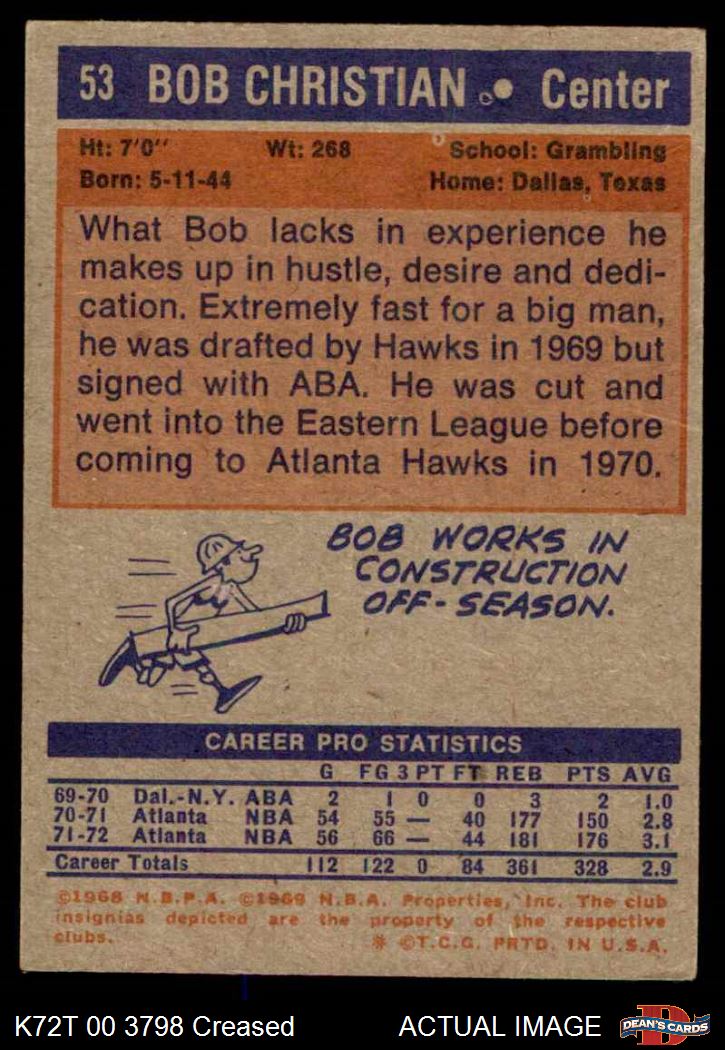 53 BOB CHRISTIAN • Center
Ht: 7'0" Wt: 268 School: Grambling
Born: 5-11-44 Home: Dallas, Texas
What Bob lacks in experience he
makes up in hustle, desire and dedi-
cation. Extremely fast for a big man,
he was drafted by Hawks in 1969 but
signed with ABA. He was cut and
went into the Eastern League before
coming to Atlanta Hawks in 1970.
BOB WORKS IN
CONSTRUCTION
OFF-SEASON.
CAREER PRO STATISTICS
G FG 3 PT FT REB PTS AVG
69-70 Dal.-N.Y. ABA 2 1 0 0 3 2 1.0
70-71 Atlanta NBA 54 55 — 40 177 150 2.8
71-72 Atlanta NBA 56 66 — 44 181 176 3.1
Career Totals 112 122 0 84 361 328 2.9
©1968 N.B.P.A. ©1969 N.B.A. Properties, Inc. The club
insignias depicted are the property of the respective
clubs. * ©T.C.G. PRTD. IN U.S.A.
K72T 00 3798 Creased ACTUAL IMAGE D DEAN'S CARDS